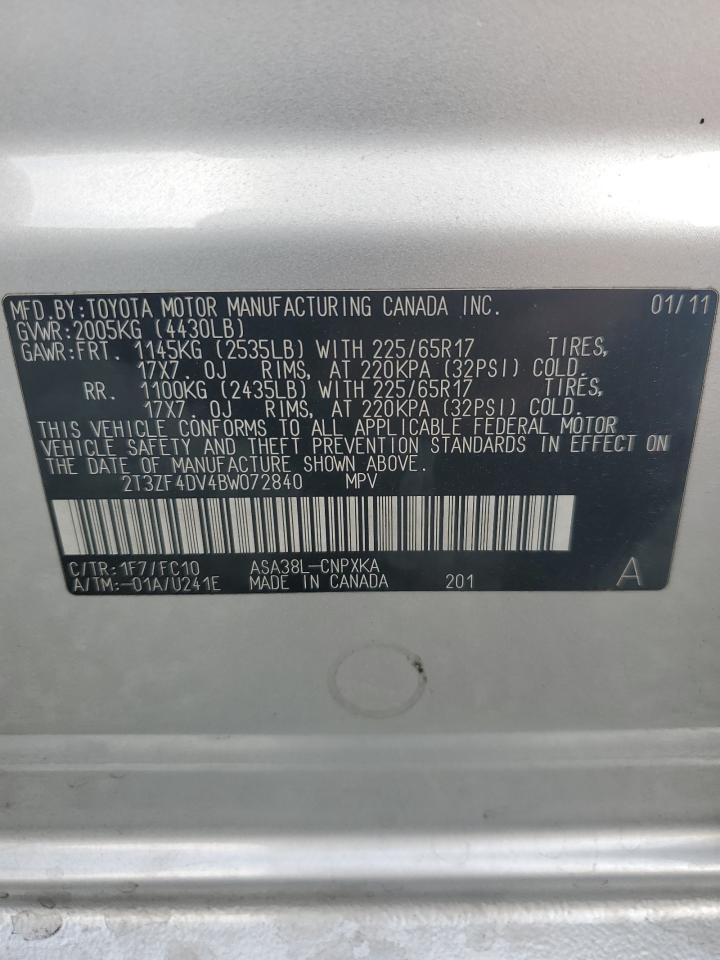 MFD.BY:TOYOTA MOTOR MANUFACTURING CANADA INC. 01/11
GVWR:2005KG (4430LB)
GAWR:FRT. 1145KG (2535LB) WITH 225/65R17 TIRES,
17X7.0J RIMS, AT 220KPA (32PSI) COLD.
RR. 1100KG (2435LB) WITH 225/65R17 TIRES,
17X7.0J RIMS, AT 220KPA (32PSI) COLD.
THIS VEHICLE CONFORMS TO ALL APPLICABLE FEDERAL MOTOR
VEHICLE SAFETY AND THEFT PREVENTION STANDARDS IN EFFECT ON
THE DATE OF MANUFACTURE SHOWN ABOVE.
2T3ZF4DV4BW072840 MPV
C/TR:1F7/FC10 ASA38L-CNPXKA
A/TM:-01A/U241E MADE IN CANADA 201 A